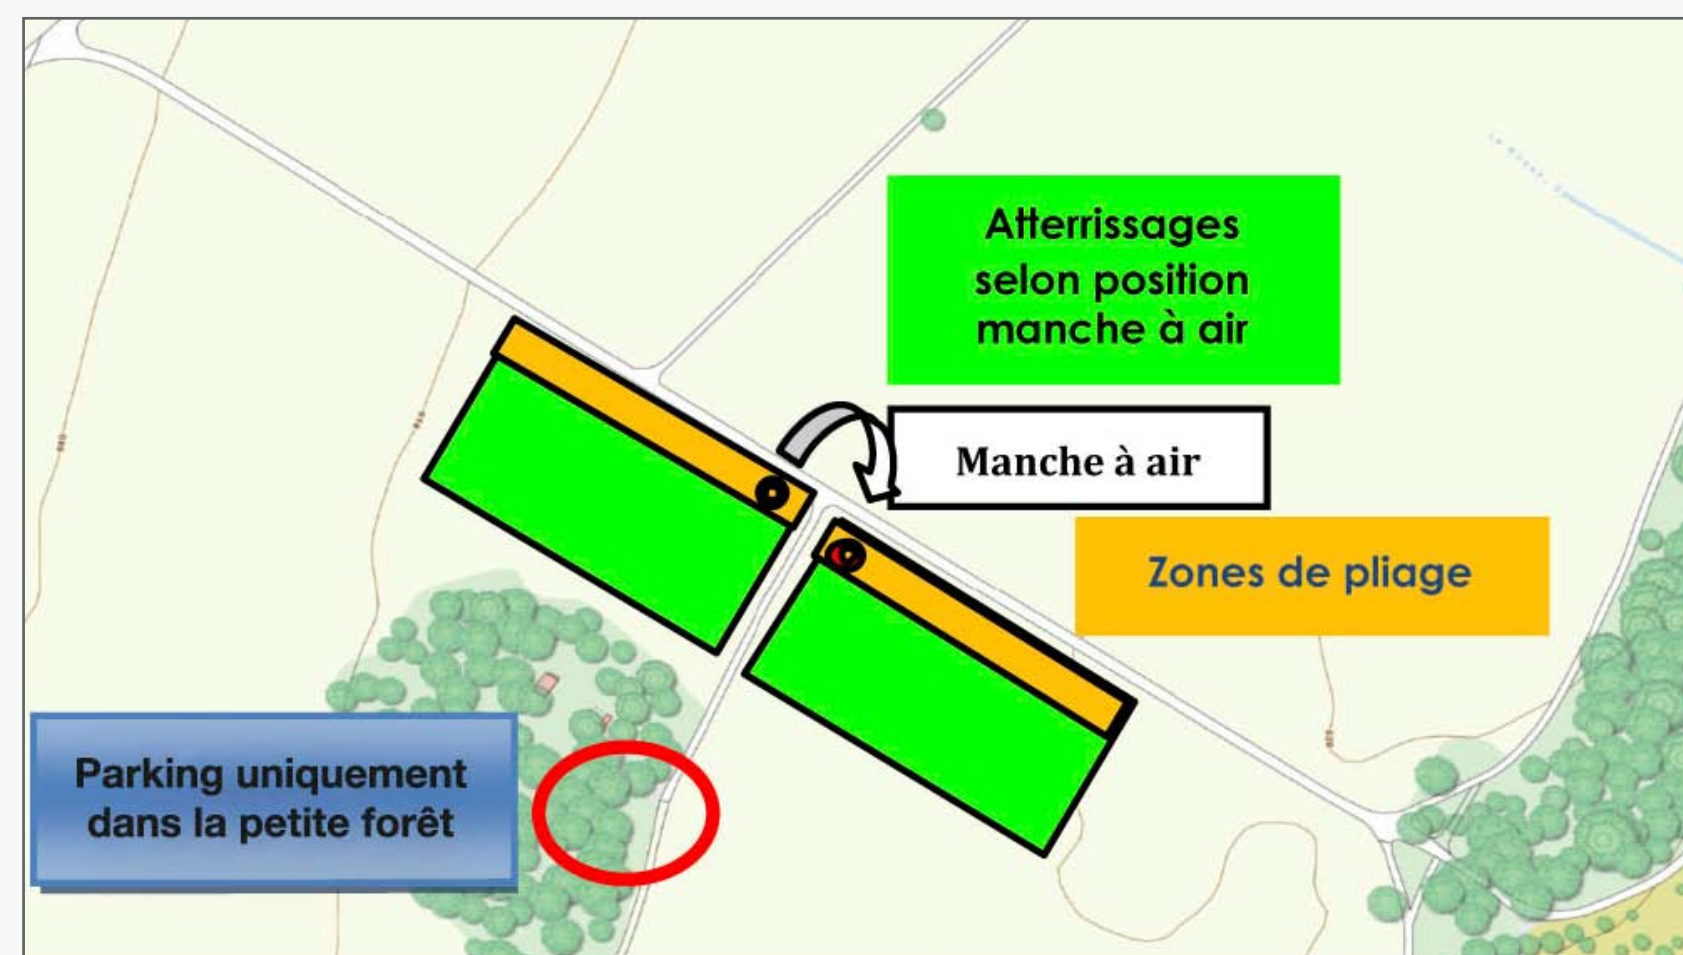 Atterrissages
selon position
manche à air
Manche à air
Zones de pliage
Parking uniquement
dans la petite forêt